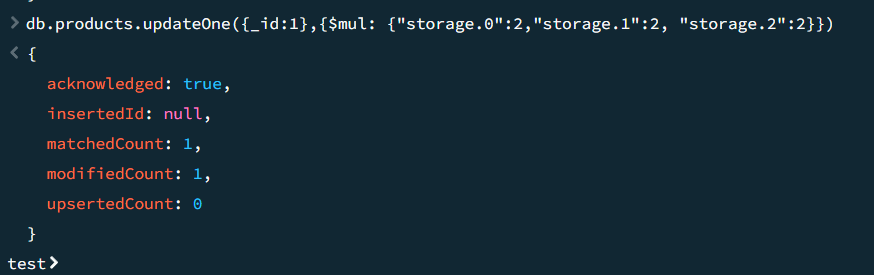 > db.products.updateOne({_id:1},{$mul: {"storage.0":2,"storage.1":2, "storage.2":2}})
< {
acknowledged: true,
insertedId: null,
matchedCount: 1,
modifiedCount: 1,
upsertedCount: 0
}
test>